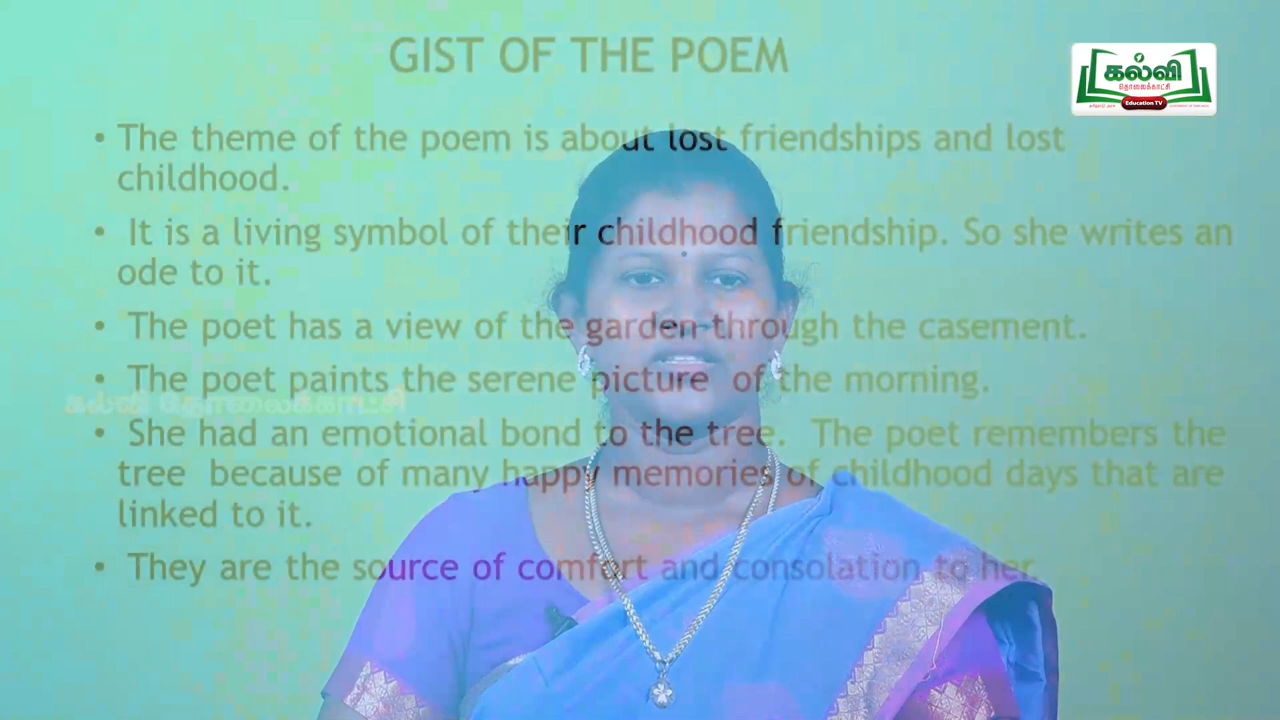 GIST OF THE POEM
கல்வி
தொலைக்காட்சி
Education TV
• The theme of the poem is about lost friendships and lost
childhood.
• It is a living symbol of their childhood friendship. So she writes an
ode to it.
• The poet has a view of the garden through the casement.
• The poet paints the serene picture of the morning.
கல்வி தொலைக்காட்சி
• She had an emotional bond to the tree. The poet remembers the
tree because of many happy memories of childhood days that are
linked to it.
• They are the source of comfort and consolation to her.